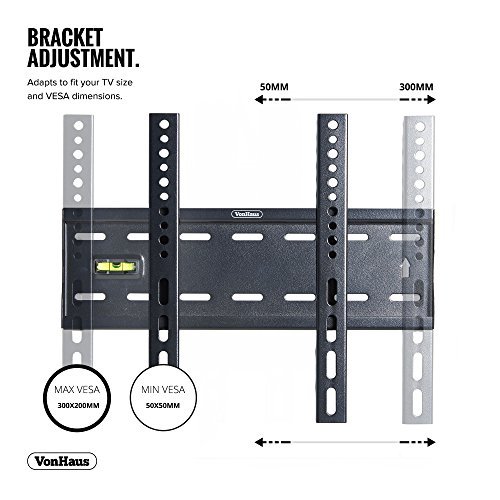 BRACKET
ADJUSTMENT.
Adapts to fit your TV size
and VESA dimensions.
50MM 300MM
VonHaus
MAX VESA
300X200MM
MIN VESA
50X50MM
VonHaus